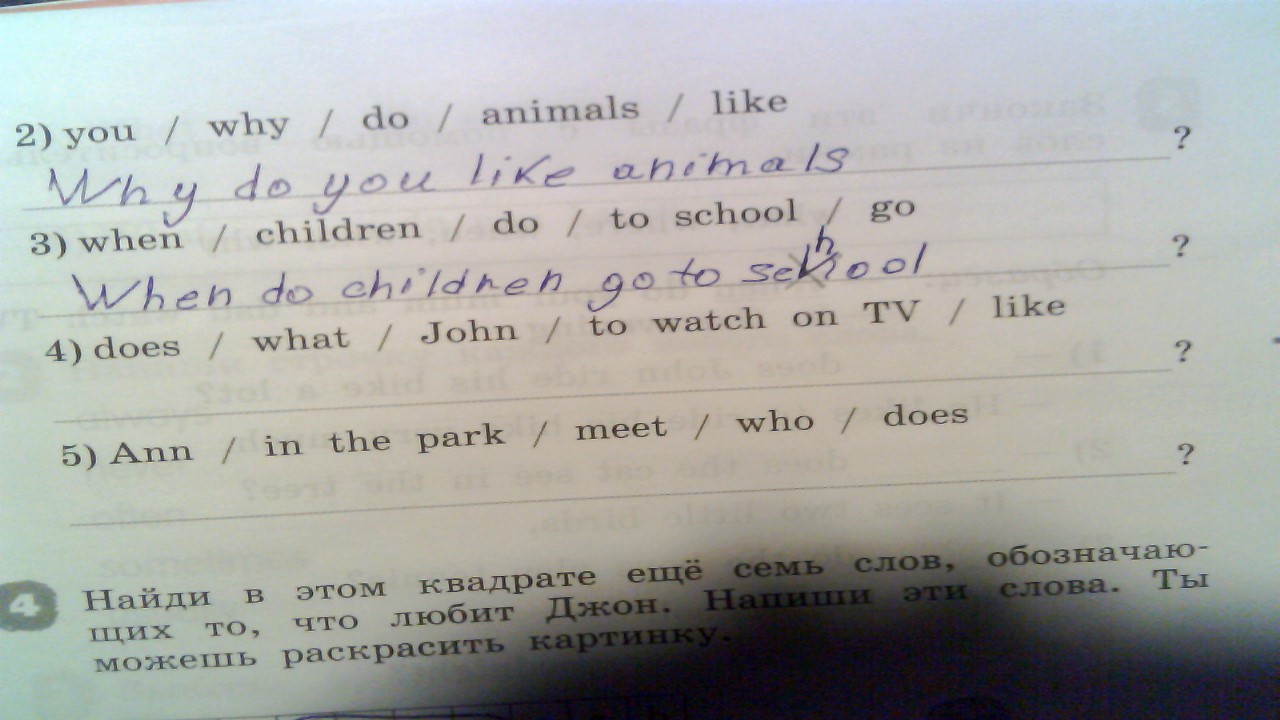 2) you / why / do / animals / like
Why do you like animals ?
3) when / children / do / to school / go
When do children go to school ?
4) does / what / John / to watch on TV / like
?
5) Ann / in the park / meet / who / does
?
4 Найди в этом квадрате ещё семь слов, обозначаю-
щих то, что любит Джон. Напиши эти слова. Ты
можешь раскрасить картинку.